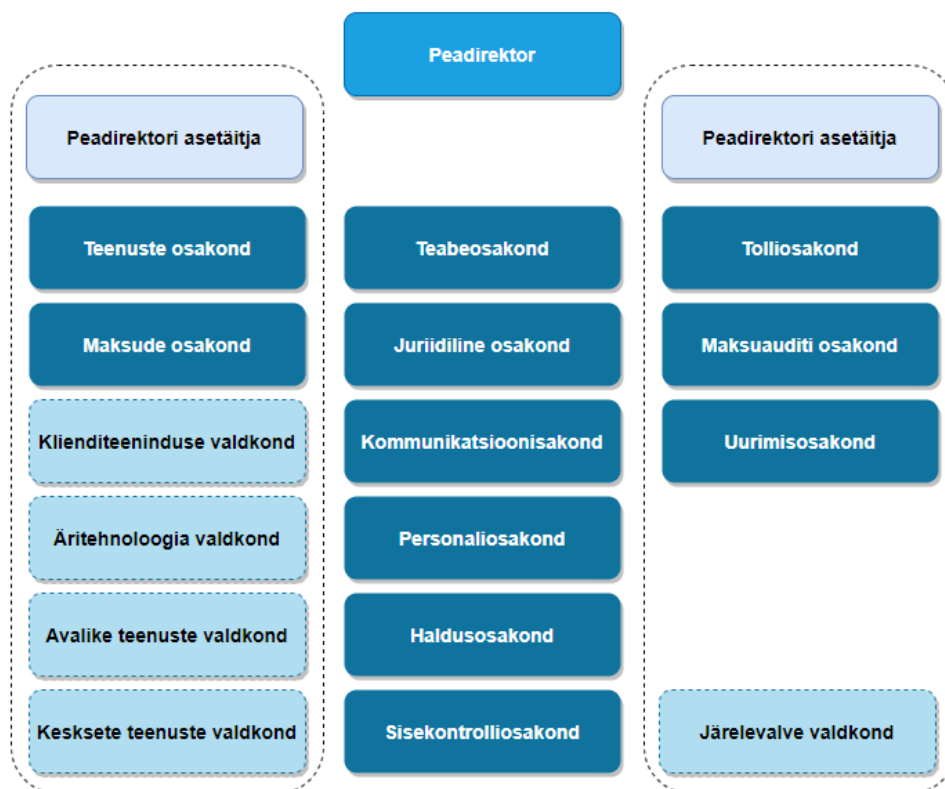 Peadirektor
Peadirektori asetäitja
Peadirektori asetäitja
Teenuste osakond
Teabeosakond
Tolliosakond
Maksude osakond
Juriidiline osakond
Maksuauditi osakond
Klienditeeninduse valdkond
Kommunikatsioonisakond
Uurimisosakond
Äritehnoloogia valdkond
Personaliosakond
Avalike teenuste valdkond
Haldusosakond
Kesksete teenuste valdkond
Sisekontrolliosakond
Järelevalve valdkond